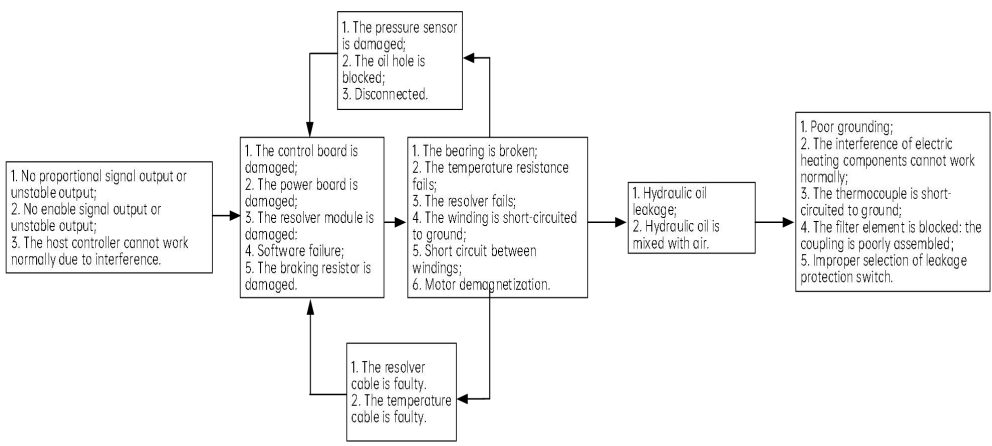 1. The pressure sensor
is damaged;
2. The oil hole is
blocked;
3. Disconnected.
1. No proportional signal output or
unstable output;
2. No enable signal output or
unstable output;
3. The host controller cannot work
normally due to interference.
1. The control board is
damaged;
2. The power board is
damaged;
3. The resolver module is
damaged:
4. Software failure;
5. The braking resistor is
damaged.
1. The bearing is broken;
2. The temperature resistance
fails;
3. The resolver fails;
4. The winding is short-circuited
to ground;
5. Short circuit between
windings;
6. Motor demagnetization.
1. Hydraulic oil
leakage;
2. Hydraulic oil is
mixed with air.
1. Poor grounding;
2. The interference of electric
heating components cannot work
normally;
3. The thermocouple is short-
circuited to ground;
4. The filter element is blocked: the
coupling is poorly assembled;
5. Improper selection of leakage
protection switch.
1. The resolver
cable is faulty.
2. The temperature
cable is faulty.